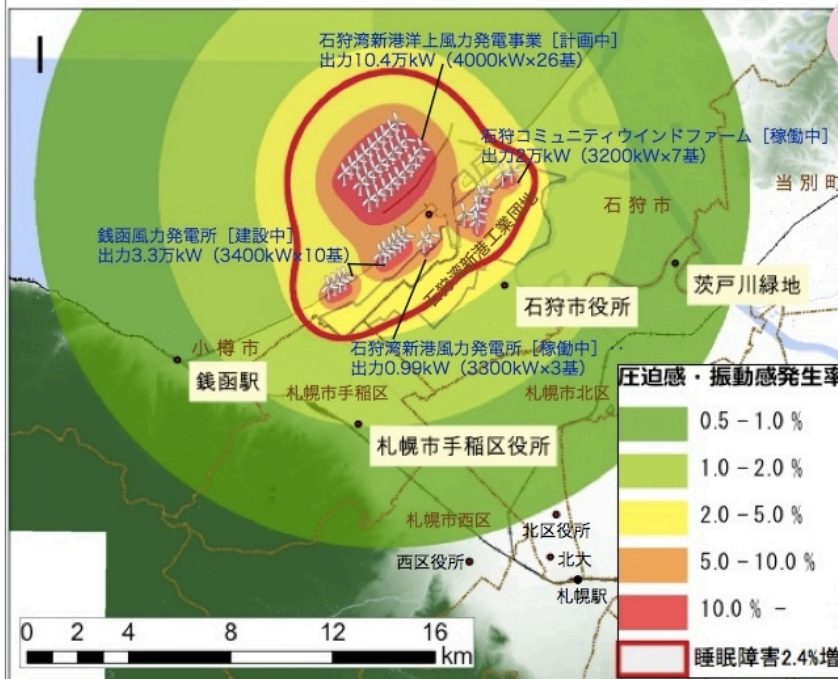 石狩湾新港洋上風力発電事業［計画中］
出力10.4万kW（4000kW×26基）
石狩コミュニティウインドファーム［稼働中］
出力2万kW（3200kW×7基）
当別町
石狩市
銭函風力発電所［建設中］
出力3.3万kW（3400kW×10基）
石狩湾新港工業団地
茨戸川緑地
石狩市役所
小樽市
石狩湾新港風力発電所［稼働中］
出力0.99kW（3300kW×3基）
銭函駅
札幌市手稲区
札幌市北区
札幌市手稲区役所
札幌市西区
北区役所
西区役所
北大
札幌駅
圧迫感・振動感発生率
0.5 − 1.0 %
1.0 − 2.0 %
2.0 − 5.0 %
5.0 − 10.0 %
10.0 % −
睡眠障害2.4%増
0 2 4 8 12 16
km